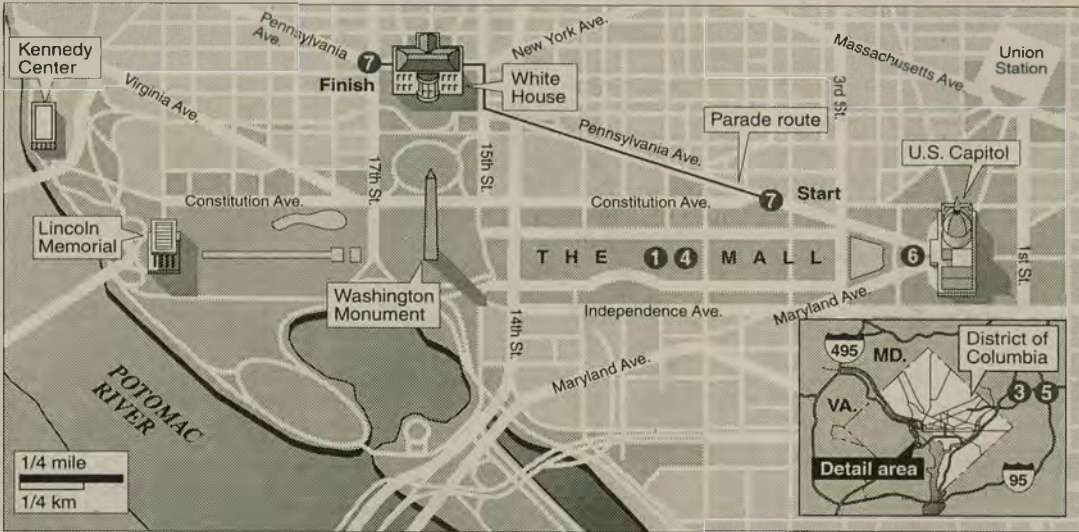 Pennsylvania
Ave.
7
Finish
New York Ave.
White
House
Kennedy
Center
Virginia Ave.
Massachusetts Ave.
Union
Station
3rd St.
Parade route
Pennsylvania Ave.
U.S. Capitol
7 Start
17th St.
15th St.
Constitution Ave.
Constitution Ave.
Lincoln
Memorial
THE 1 4 MALL
6
1st St.
Washington
Monument
14th St.
Independence Ave.
Maryland Ave.
Maryland Ave.
POTOMAC
RIVER
1/4 mile
1/4 km
495
MD.
District of
Columbia
3 5
VA.
Detail area
95